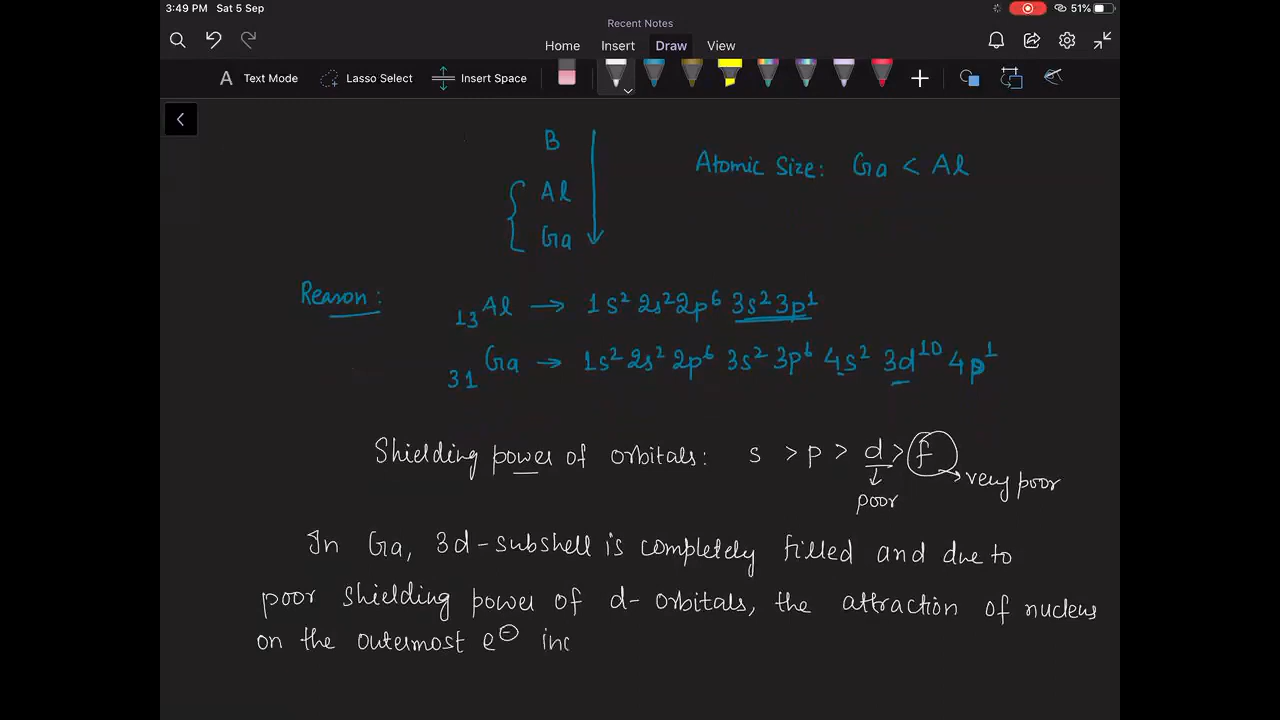 3:49 PM Sat 5 Sep
51%
Recent Notes
Home Insert Draw View
Text Mode Lasso Select Insert Space
B
Al
Ga
Atomic Size: Ga < Al
Reason:
₁₃Al → 1s² 2s² 2p⁶ 3s² 3p¹
₃₁Ga → 1s² 2s² 2p⁶ 3s² 3p⁶ 4s² 3d¹⁰ 4p¹
Shielding power of orbitals: s > p > d > f
poor
very poor
In Ga, 3d-subshell is completely filled and due to
poor shielding power of d-orbitals, the attraction of nucleus
on the outermost e⊖ inc